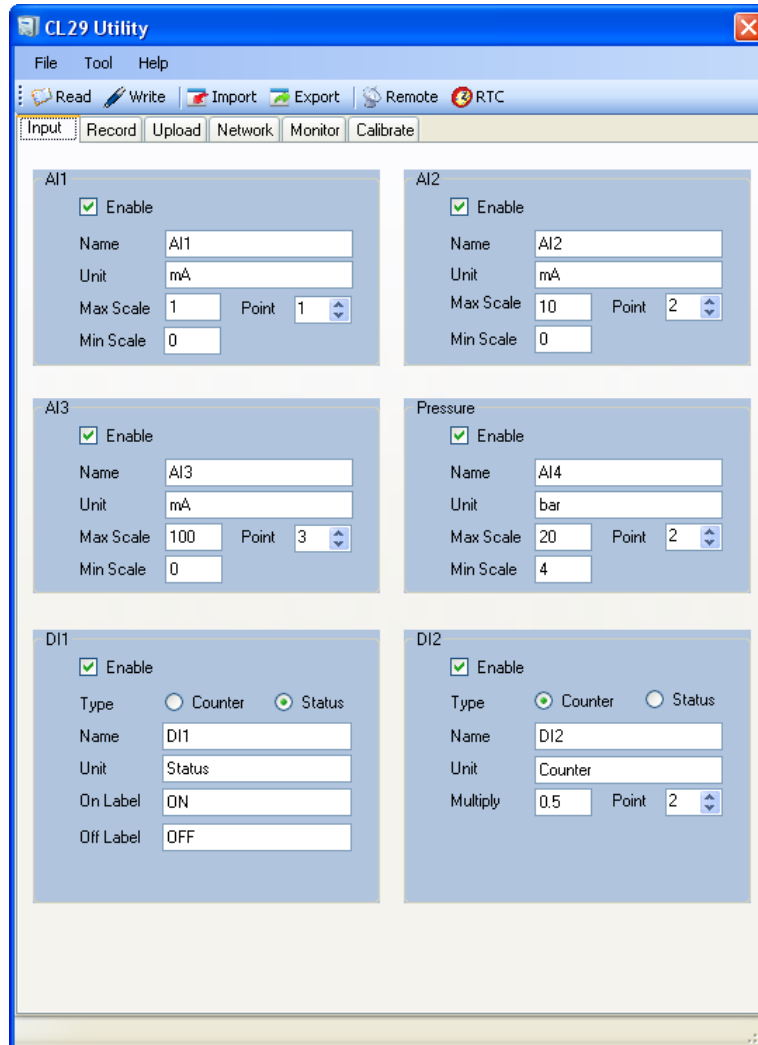 CL29 Utility
File Tool Help
Read Write Import Export Remote RTC
Input Record Upload Network Monitor Calibrate
AI1
Enable
Name AI1
Unit mA
Max Scale 1 Point 1
Min Scale 0
AI2
Enable
Name AI2
Unit mA
Max Scale 10 Point 2
Min Scale 0
AI3
Enable
Name AI3
Unit mA
Max Scale 100 Point 3
Min Scale 0
Pressure
Enable
Name AI4
Unit bar
Max Scale 20 Point 2
Min Scale 4
DI1
Enable
Type Counter Status
Name DI1
Unit Status
On Label ON
Off Label OFF
DI2
Enable
Type Counter Status
Name DI2
Unit Counter
Multiply 0.5 Point 2